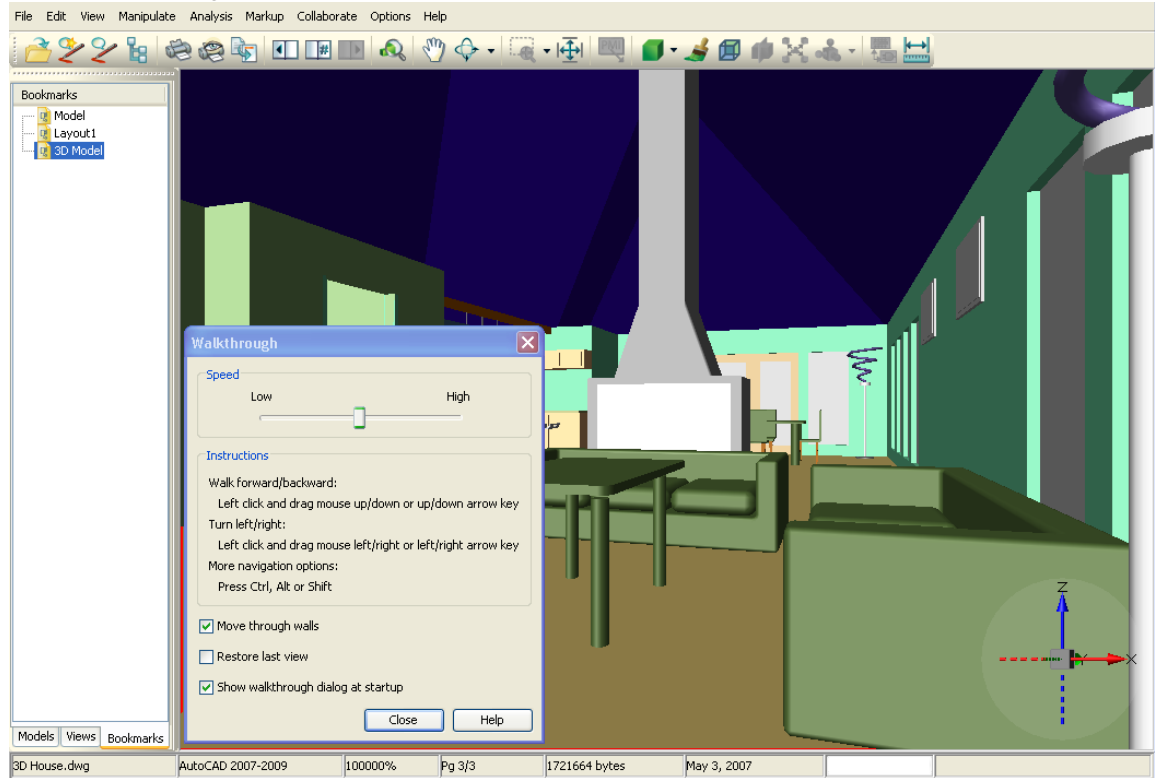 File Edit View Manipulate Analysis Markup Collaborate Options Help
PMI
#
Bookmarks
Model
Layout1
3D Model
Walkthrough
Speed
Low High
Instructions
Walk forward/backward:
Left click and drag mouse up/down or up/down arrow key
Turn left/right:
Left click and drag mouse left/right or left/right arrow key
More navigation options:
Press Ctrl, Alt or Shift
Move through walls
Restore last view
Show walkthrough dialog at startup
Close Help
Z
Y X
Models Views Bookmarks
3D House.dwg AutoCAD 2007-2009 100000% Pg 3/3 1721664 bytes May 3, 2007